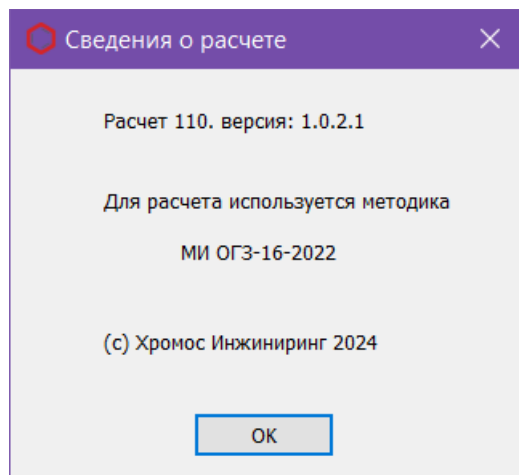 Сведения о расчете
Расчет 110. версия: 1.0.2.1
Для расчета используется методика
МИ ОГЗ-16-2022
(с) Хромос Инжиниринг 2024
OK